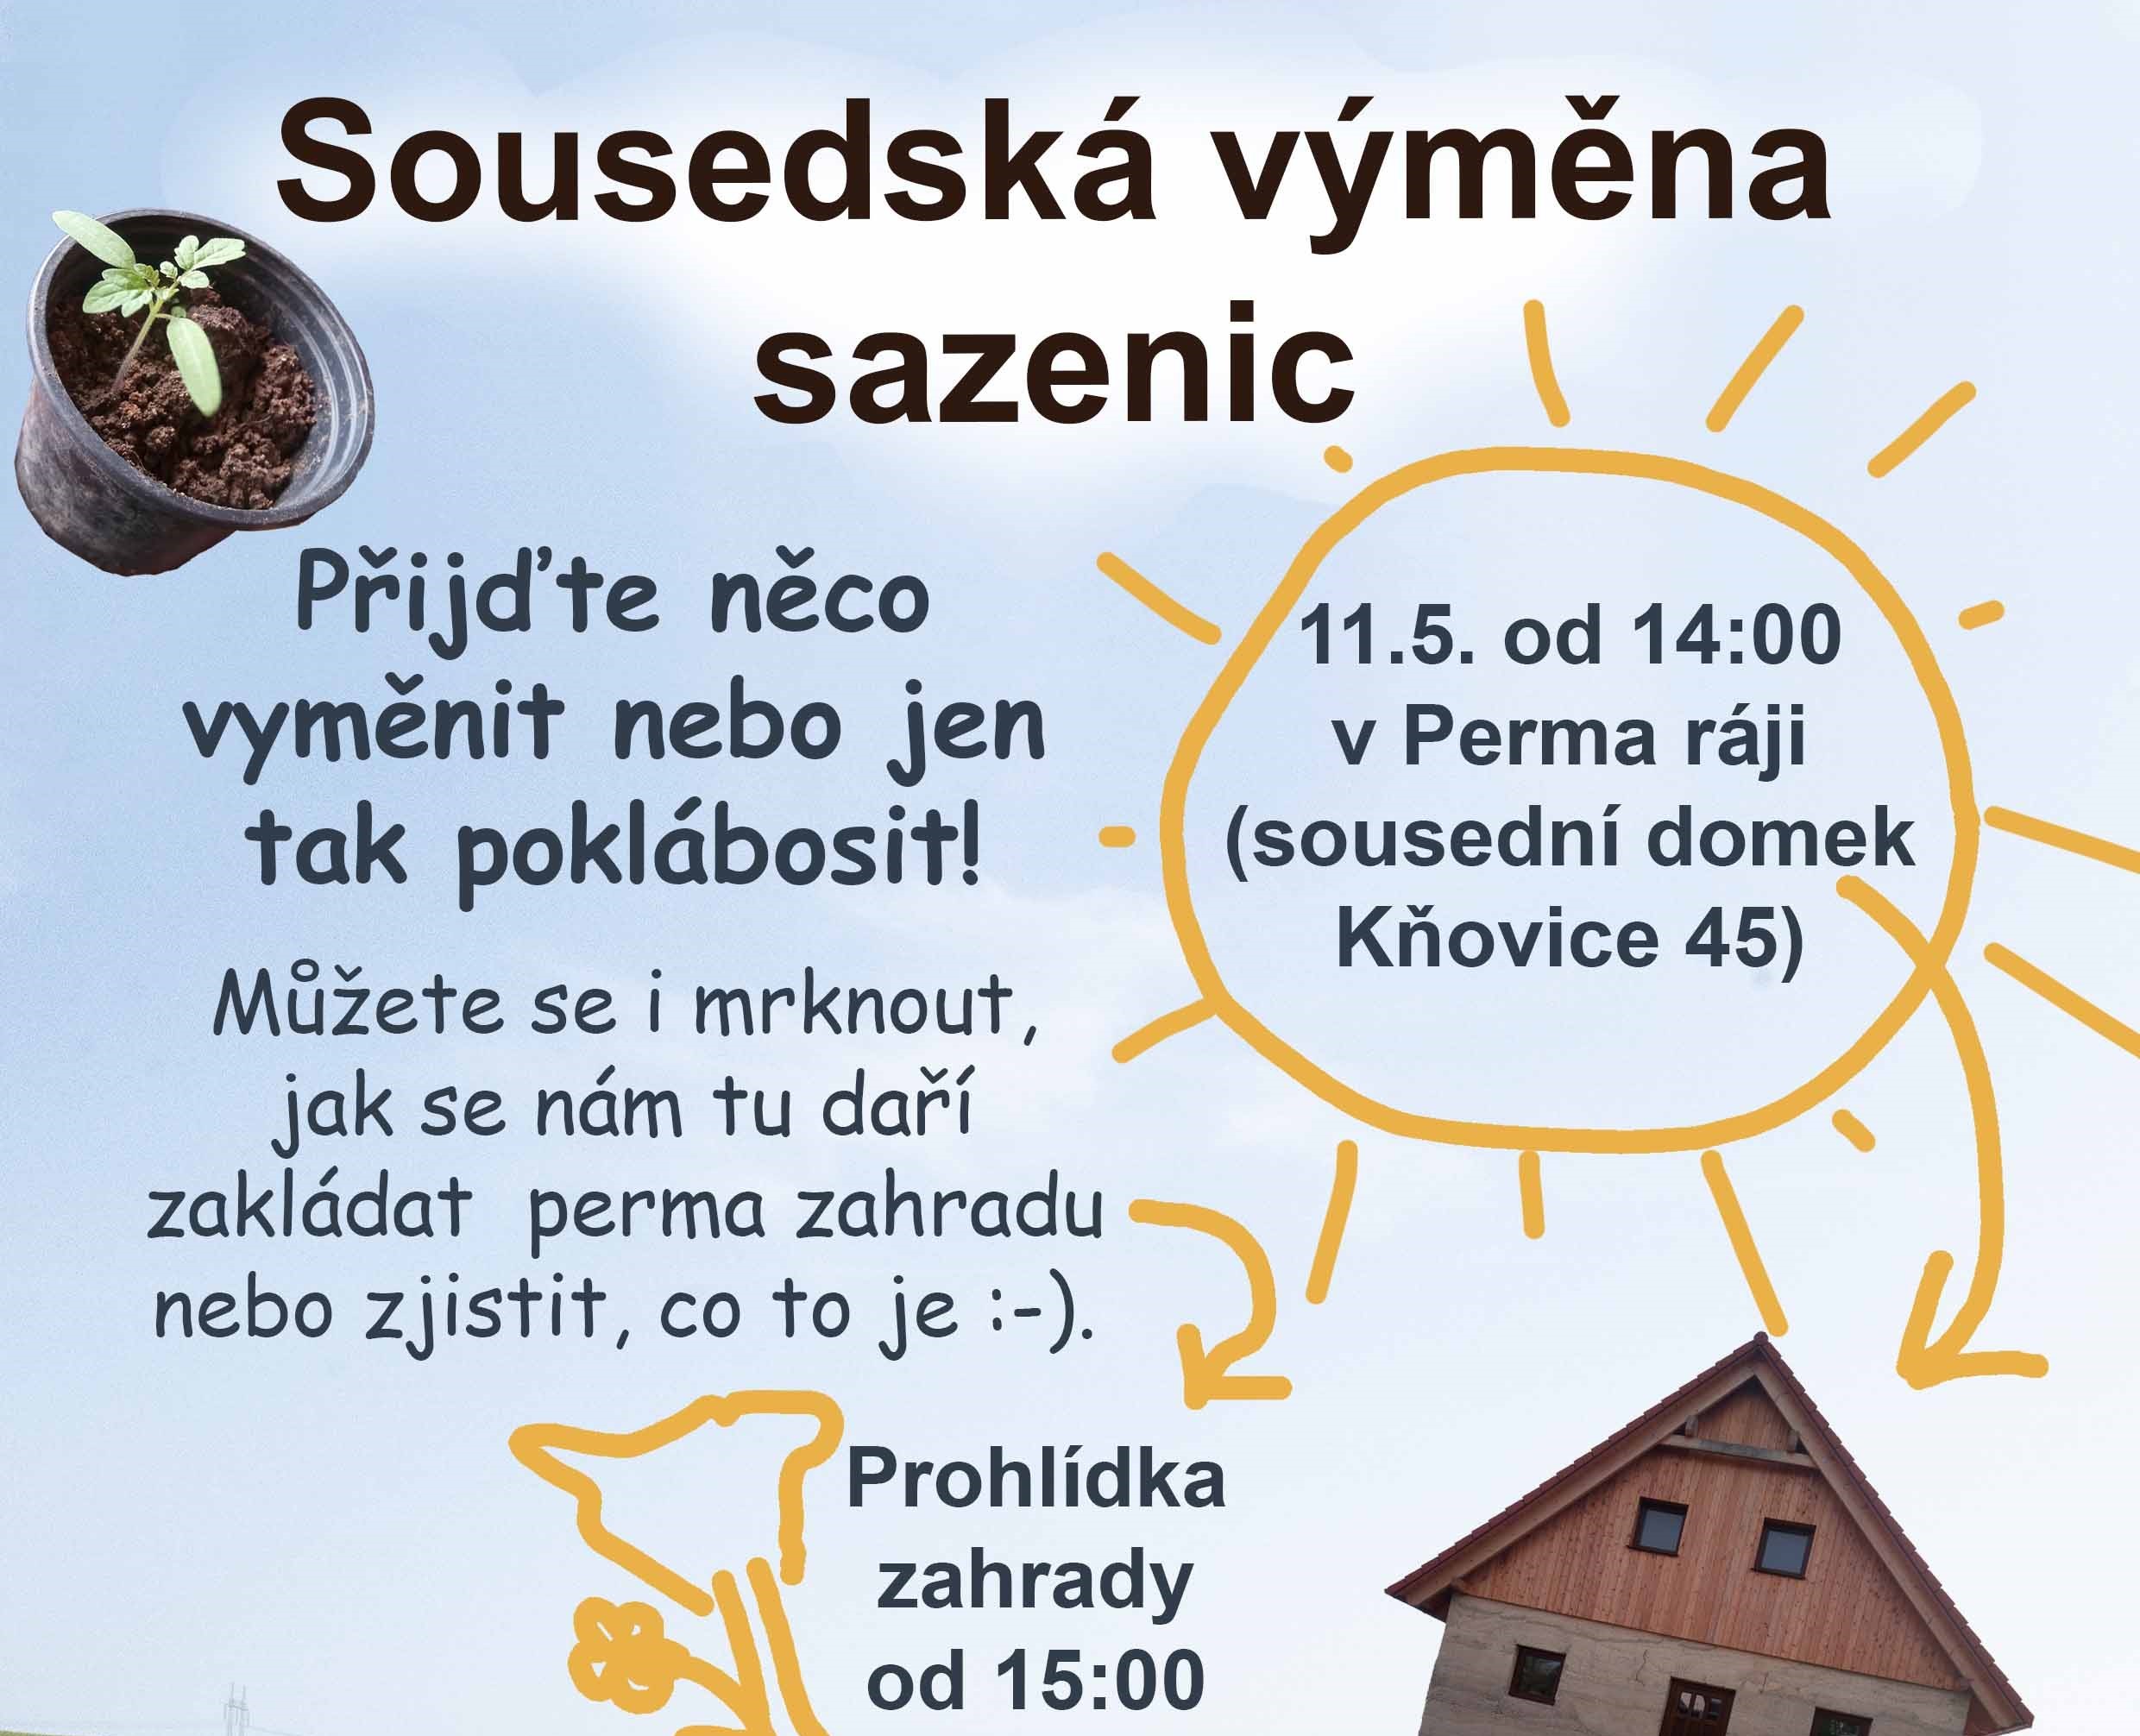 Sousedská výměna
sazenic
Přijďte něco
vyměnit nebo jen
tak poklábosit!
11.5. od 14:00
v Perma ráji
(sousední domek
Kňovice 45)
Můžete se i mrknout,
jak se nám tu daří
zakládat perma zahradu
nebo zjistit, co to je :-).
Prohlídka
zahrady
od 15:00